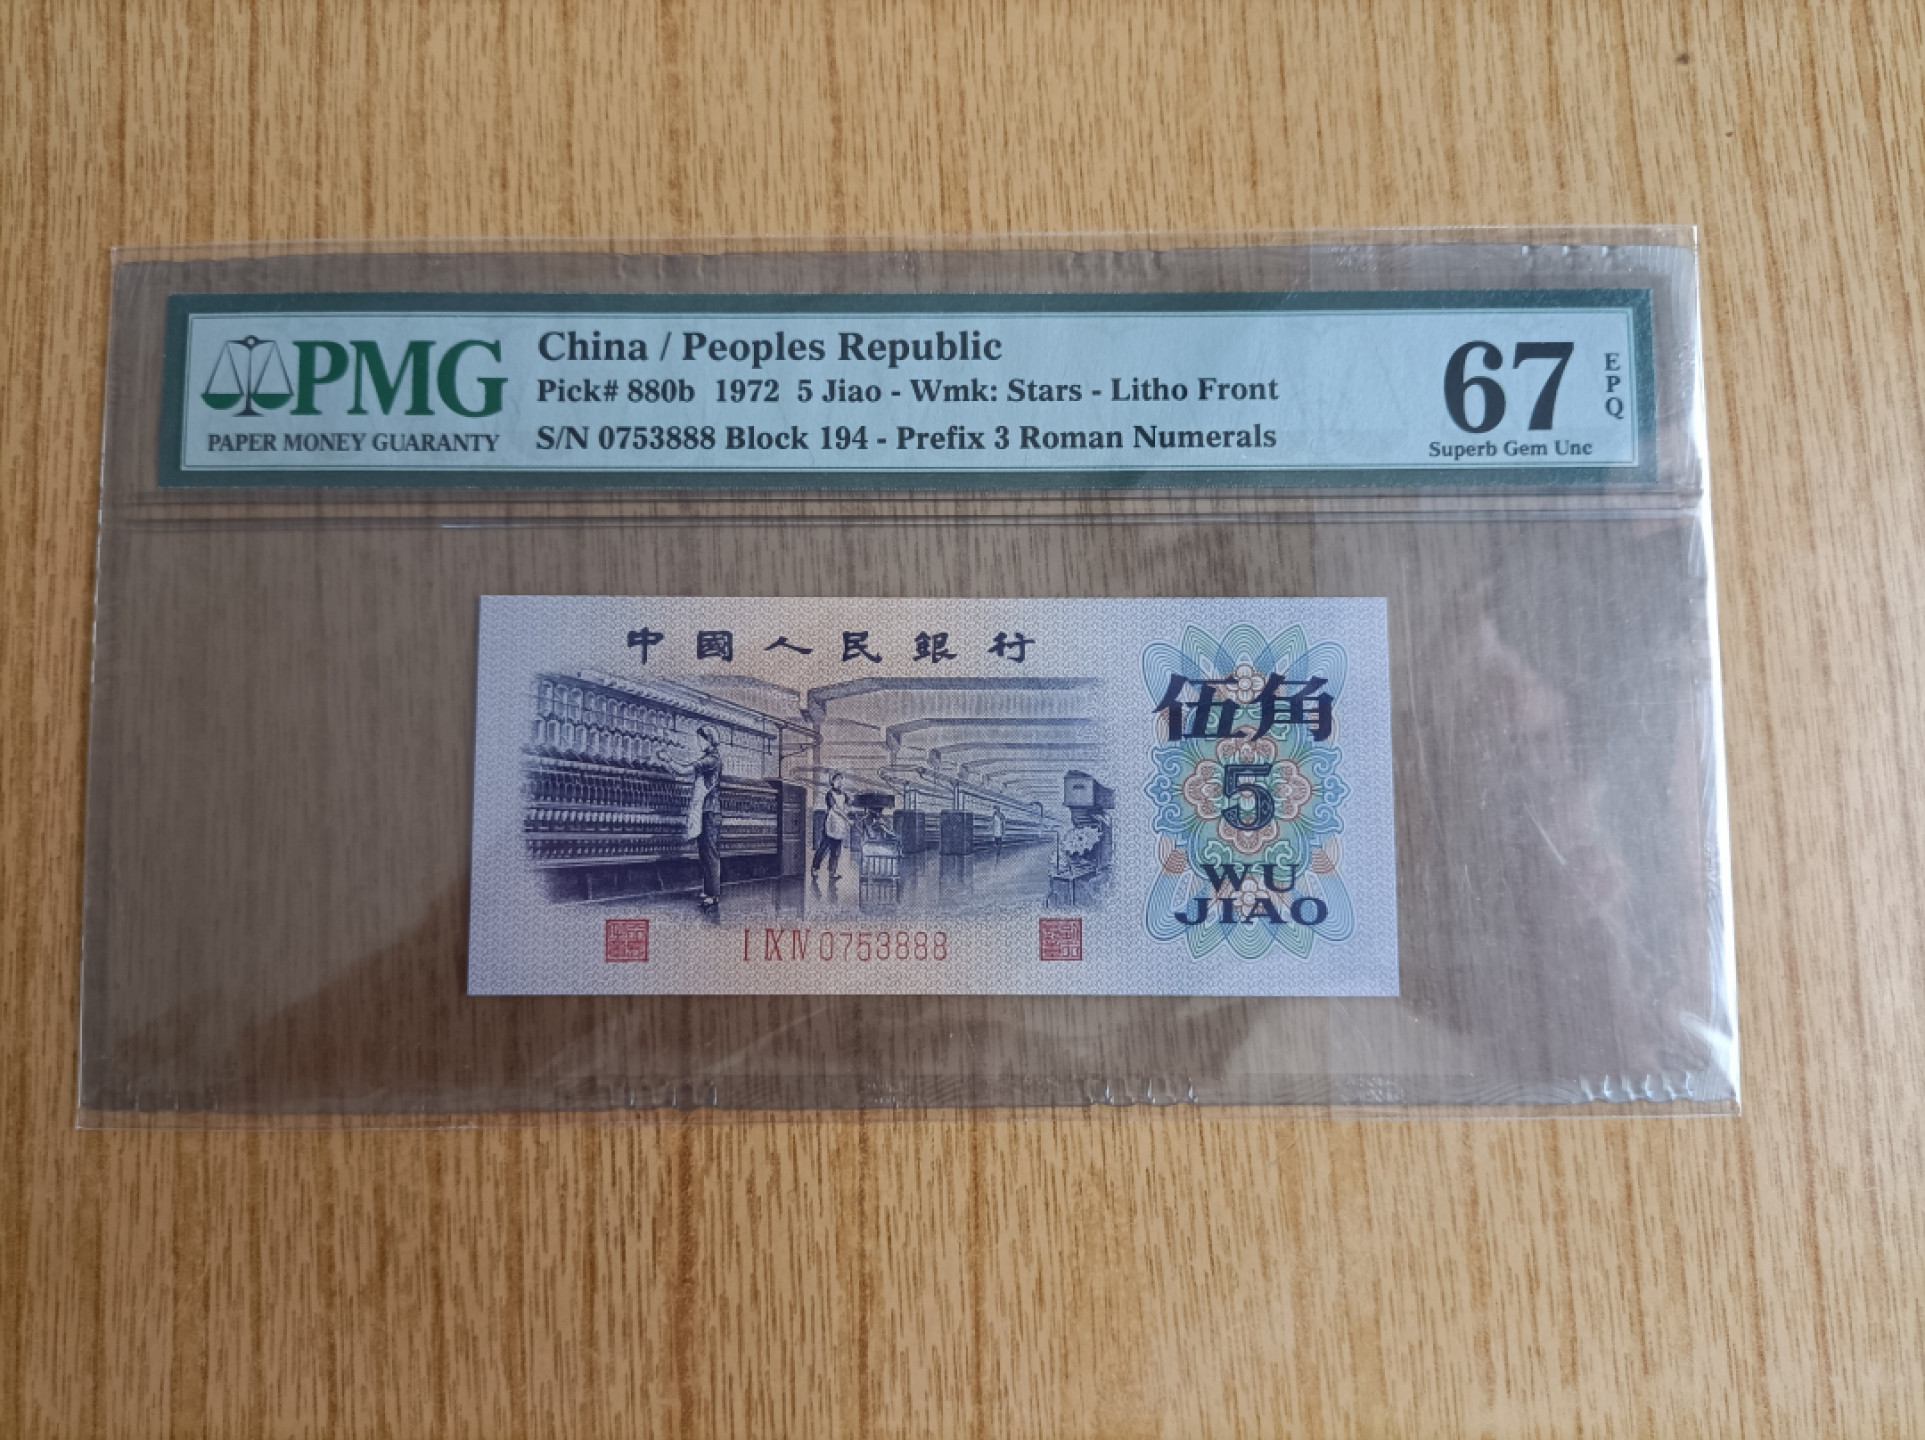 PMG
PAPER MONEY GUARANTY
China / Peoples Republic
Pick# 880b 1972 5 Jiao - Wmk: Stars - Litho Front
S/N 0753888 Block 194 - Prefix 3 Roman Numerals
67
EPQ
Superb Gem Unc
中國人民銀行
伍角
5
WU
JIAO
I IX IV 0753888